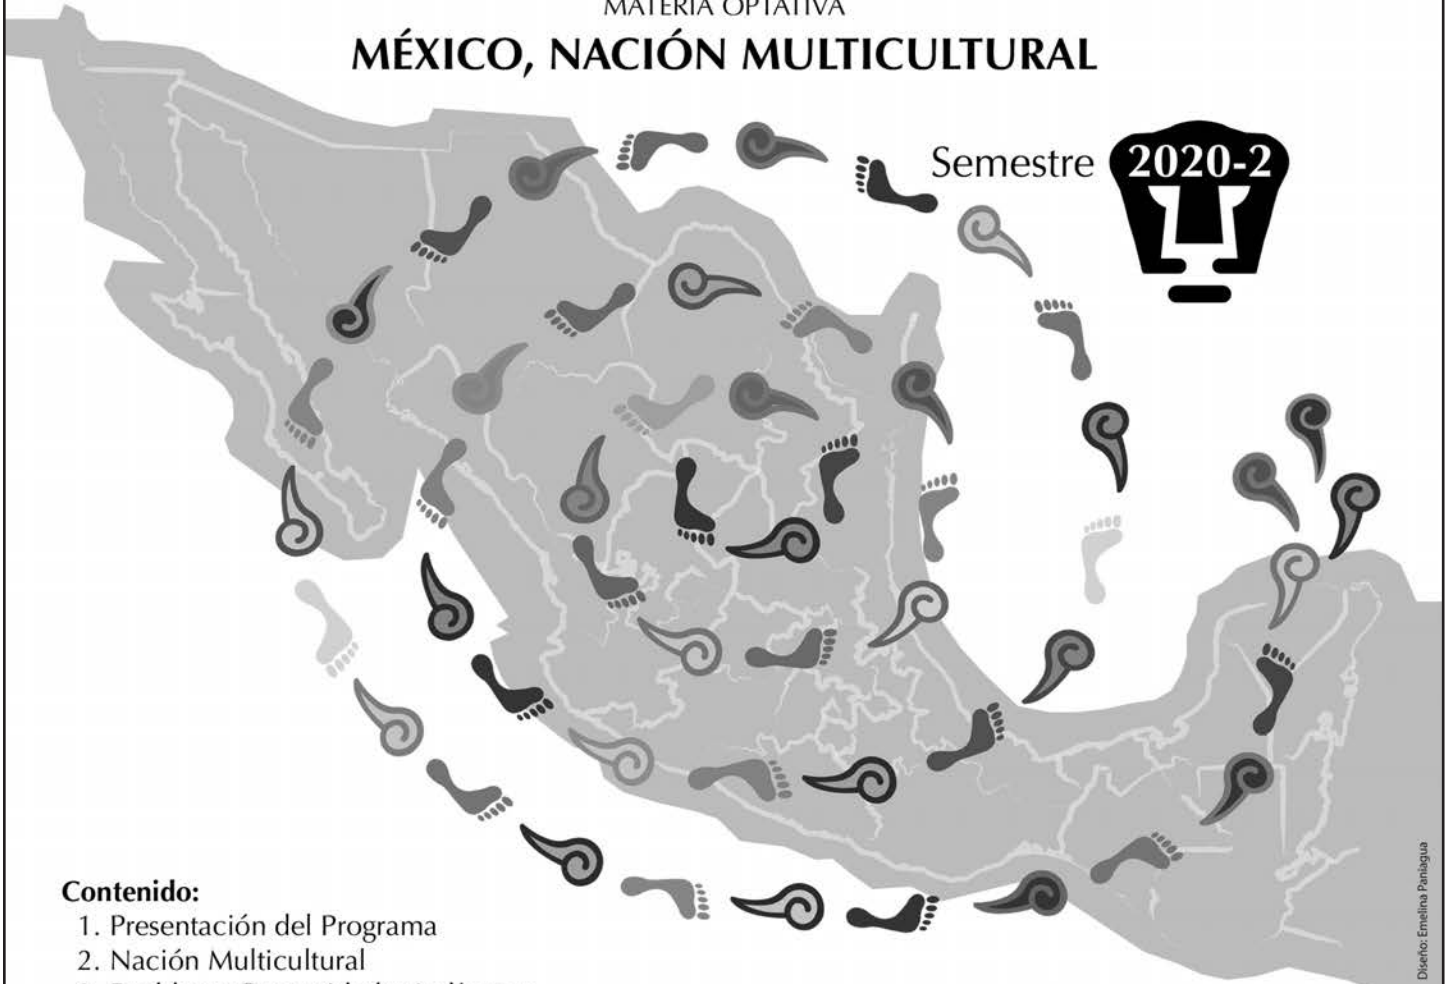 MATERIA OPTATIVA
MÉXICO, NACIÓN MULTICULTURAL
Semestre 2020-2
Contenido:
1. Presentación del Programa
2. Nación Multicultural
Diseño: Emelina Paniagua